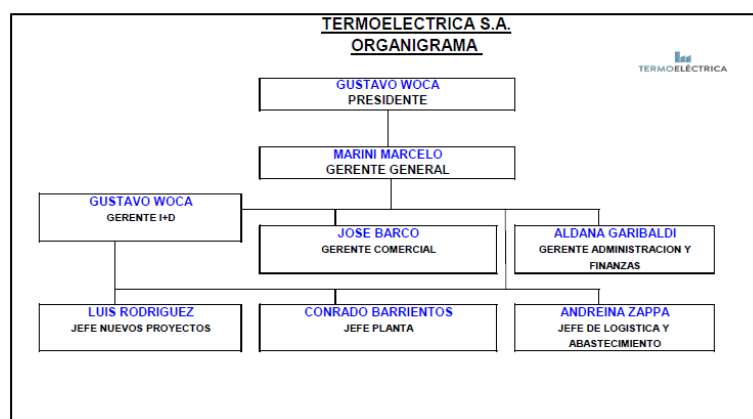 TERMOELECTRICA S.A.
ORGANIGRAMA
TERMOELÉCTRICA
GUSTAVO WOCA
PRESIDENTE
MARINI MARCELO
GERENTE GENERAL
GUSTAVO WOCA
GERENTE I+D
JOSE BARCO
GERENTE COMERCIAL
ALDANA GARIBALDI
GERENTE ADMINISTRACION Y
FINANZAS
LUIS RODRIGUEZ
JEFE NUEVOS PROYECTOS
CONRADO BARRIENTOS
JEFE PLANTA
ANDREINA ZAPPA
JEFE DE LOGISTICA Y
ABASTECIMIENTO